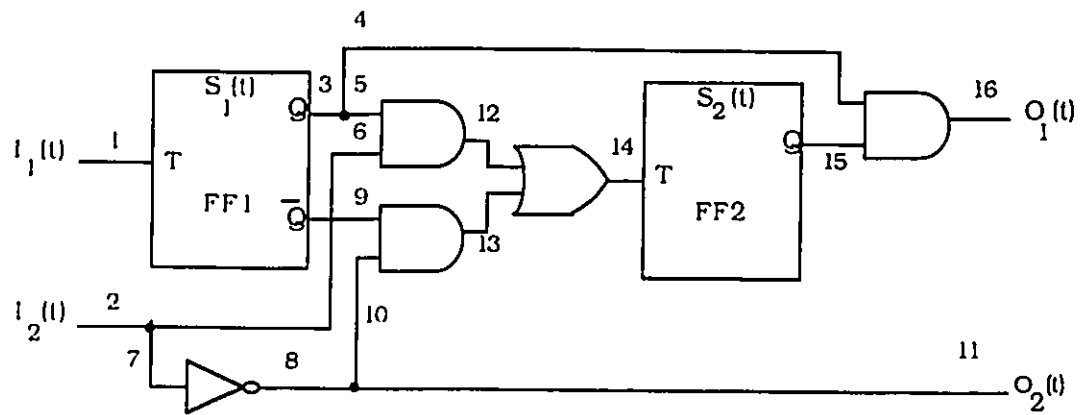 4
S1(t)
3
5
S2(t)
16
I1(t)
1
Q
6
12
O1(t)
T
14
Q
15
T
FF1
Q̅
9
FF2
13
I2(t)
2
10
7
8
11
O2(t)